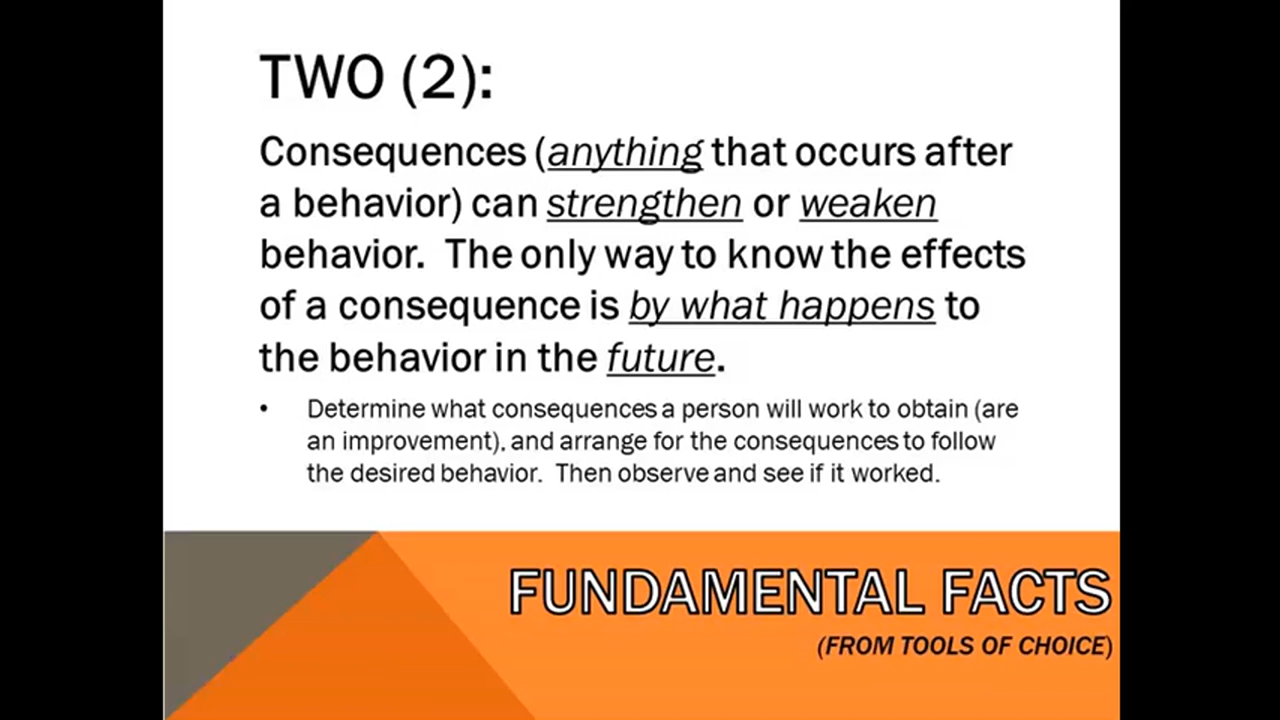 TWO (2):
Consequences (anything that occurs after
a behavior) can strengthen or weaken
behavior. The only way to know the effects
of a consequence is by what happens to
the behavior in the future.
• Determine what consequences a person will work to obtain (are
an improvement), and arrange for the consequences to follow
the desired behavior. Then observe and see if it worked.
FUNDAMENTAL FACTS
(FROM TOOLS OF CHOICE)